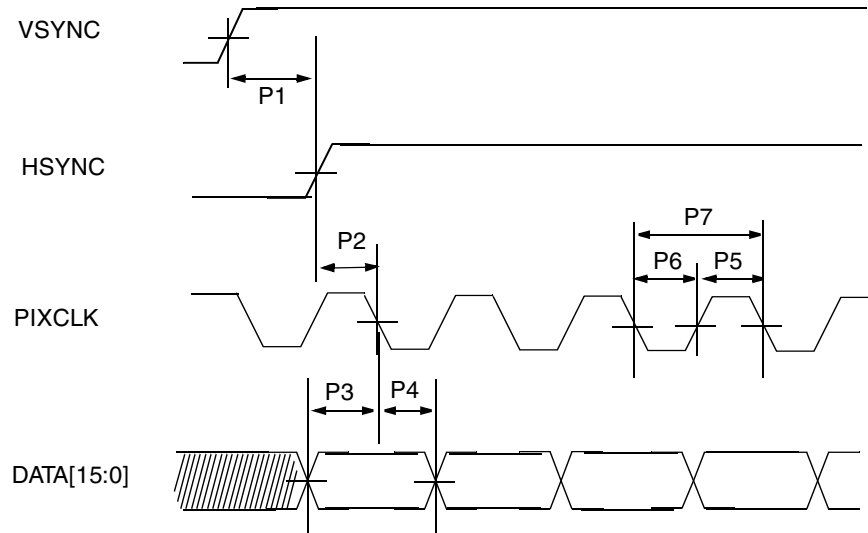 VSYNC
P1
HSYNC
P7
P2
P6
P5
PIXCLK
P3
P4
DATA[15:0]